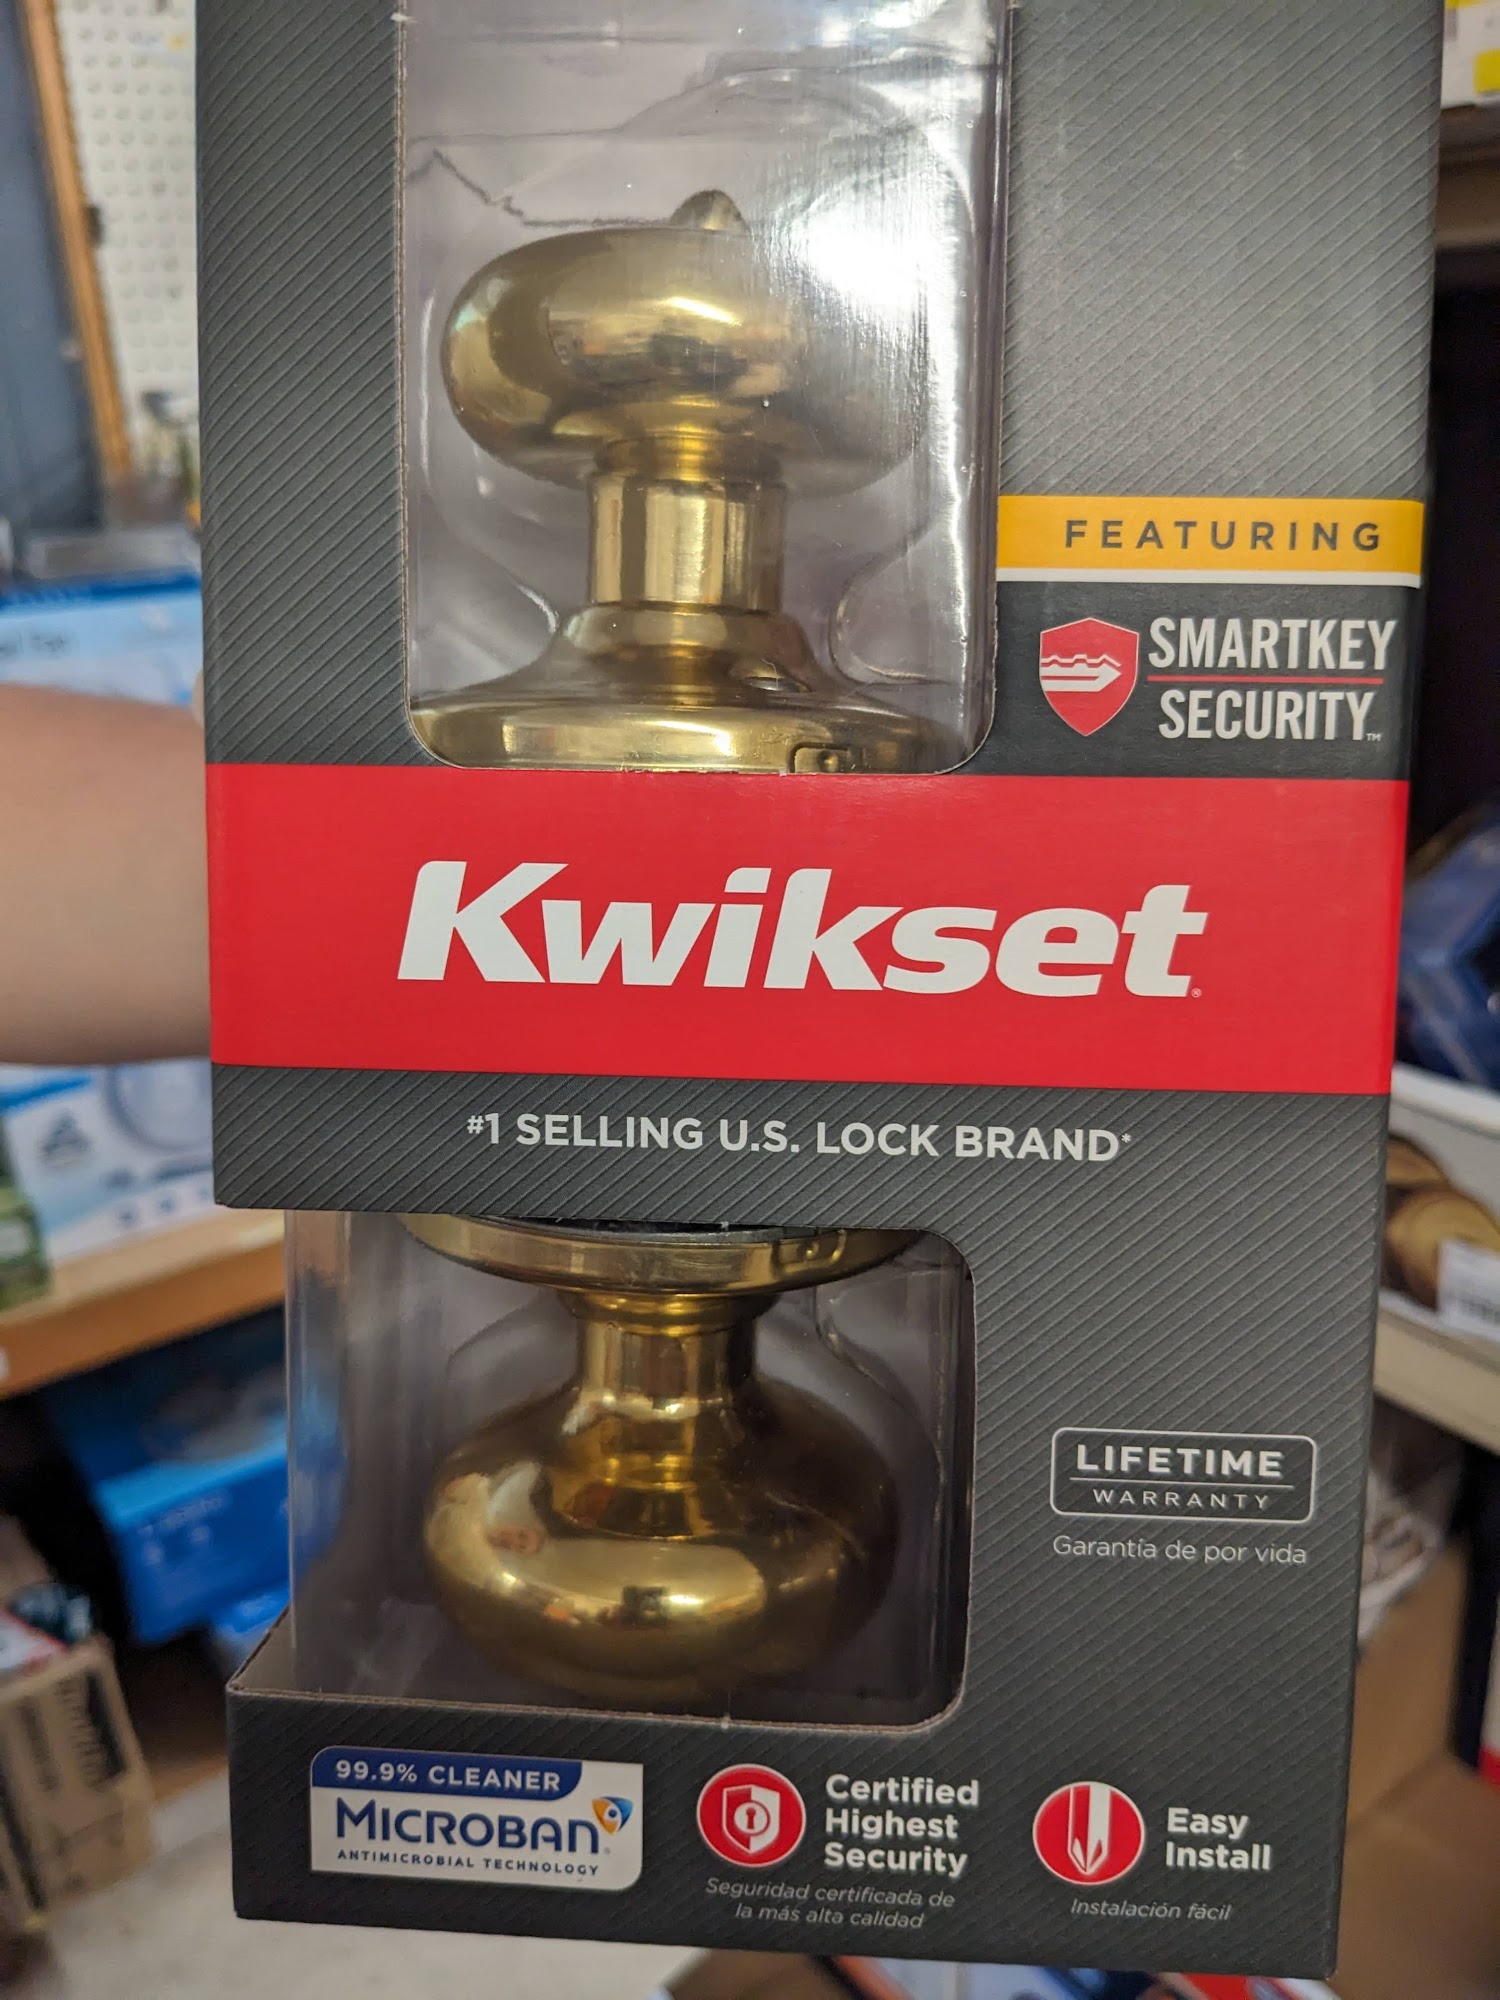 FEATURING
SMARTKEY
SECURITY™
Kwikset®
#1 SELLING U.S. LOCK BRAND*
LIFETIME
WARRANTY
Garantía de por vida
99.9% CLEANER
MICROBAN®
ANTIMICROBIAL TECHNOLOGY
Certified
Highest
Security
Seguridad certificada de
la más alta calidad
Easy
Install
Instalación fácil